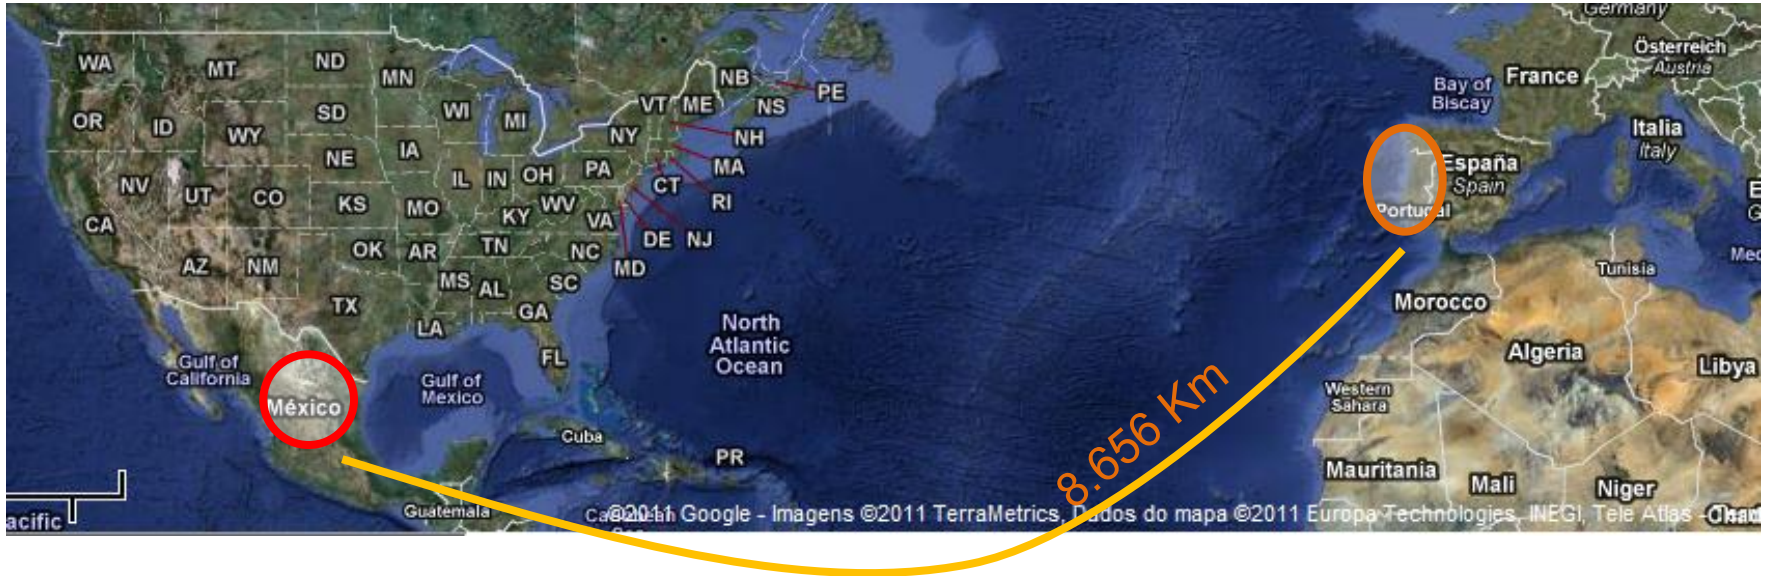 Germany
Österreich
Austria
WA
MT
ND
MN
NB
PE
Bay of
Biscay
France
OR
ID
WY
SD
WI
MI
VT
ME
NS
NY
NH
Italia
Italy
NE
IA
PA
MA
España
Spain
NV
UT
CO
KS
MO
IL
IN
OH
CT
RI
KY
WV
VA
Portugal
CA
OK
AR
TN
NC
DE
NJ
MD
AZ
NM
MS
AL
SC
Tunisia
TX
LA
GA
Morocco
North
Atlantic
Ocean
FL
Algeria
Libya
Gulf of
California
Gulf of
Mexico
México
Western
Sahara
8.656 Km
Cuba
PR
Mauritania
Mali
Niger
Guatemala
acific
©2011 Google - Imagens ©2011 TerraMetrics, Dados do mapa ©2011 Europa Technologies, INEGI, Tele Atlas -